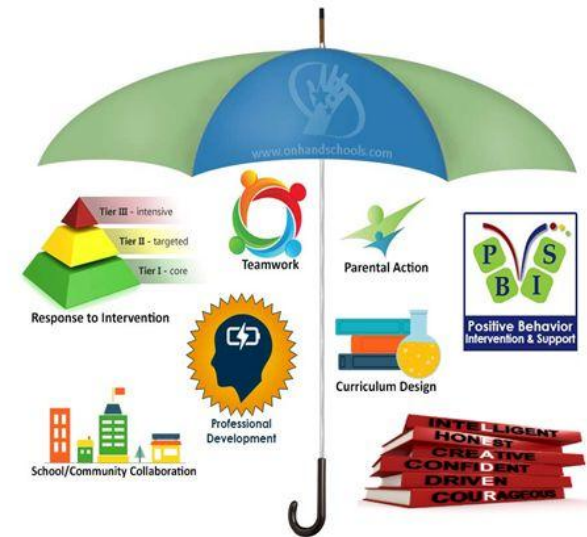 www.onhandschools.com
Tier III - intensive
Tier II - targeted
Tier I - core
Response to Intervention
Teamwork
Parental Action
P S
B I
Positive Behavior
Intervention & Support
Professional
Development
Curriculum Design
School/Community Collaboration
INTELLIGENT
HONEST
CREATIVE
CONFIDENT
DRIVEN
COURAGEOUS